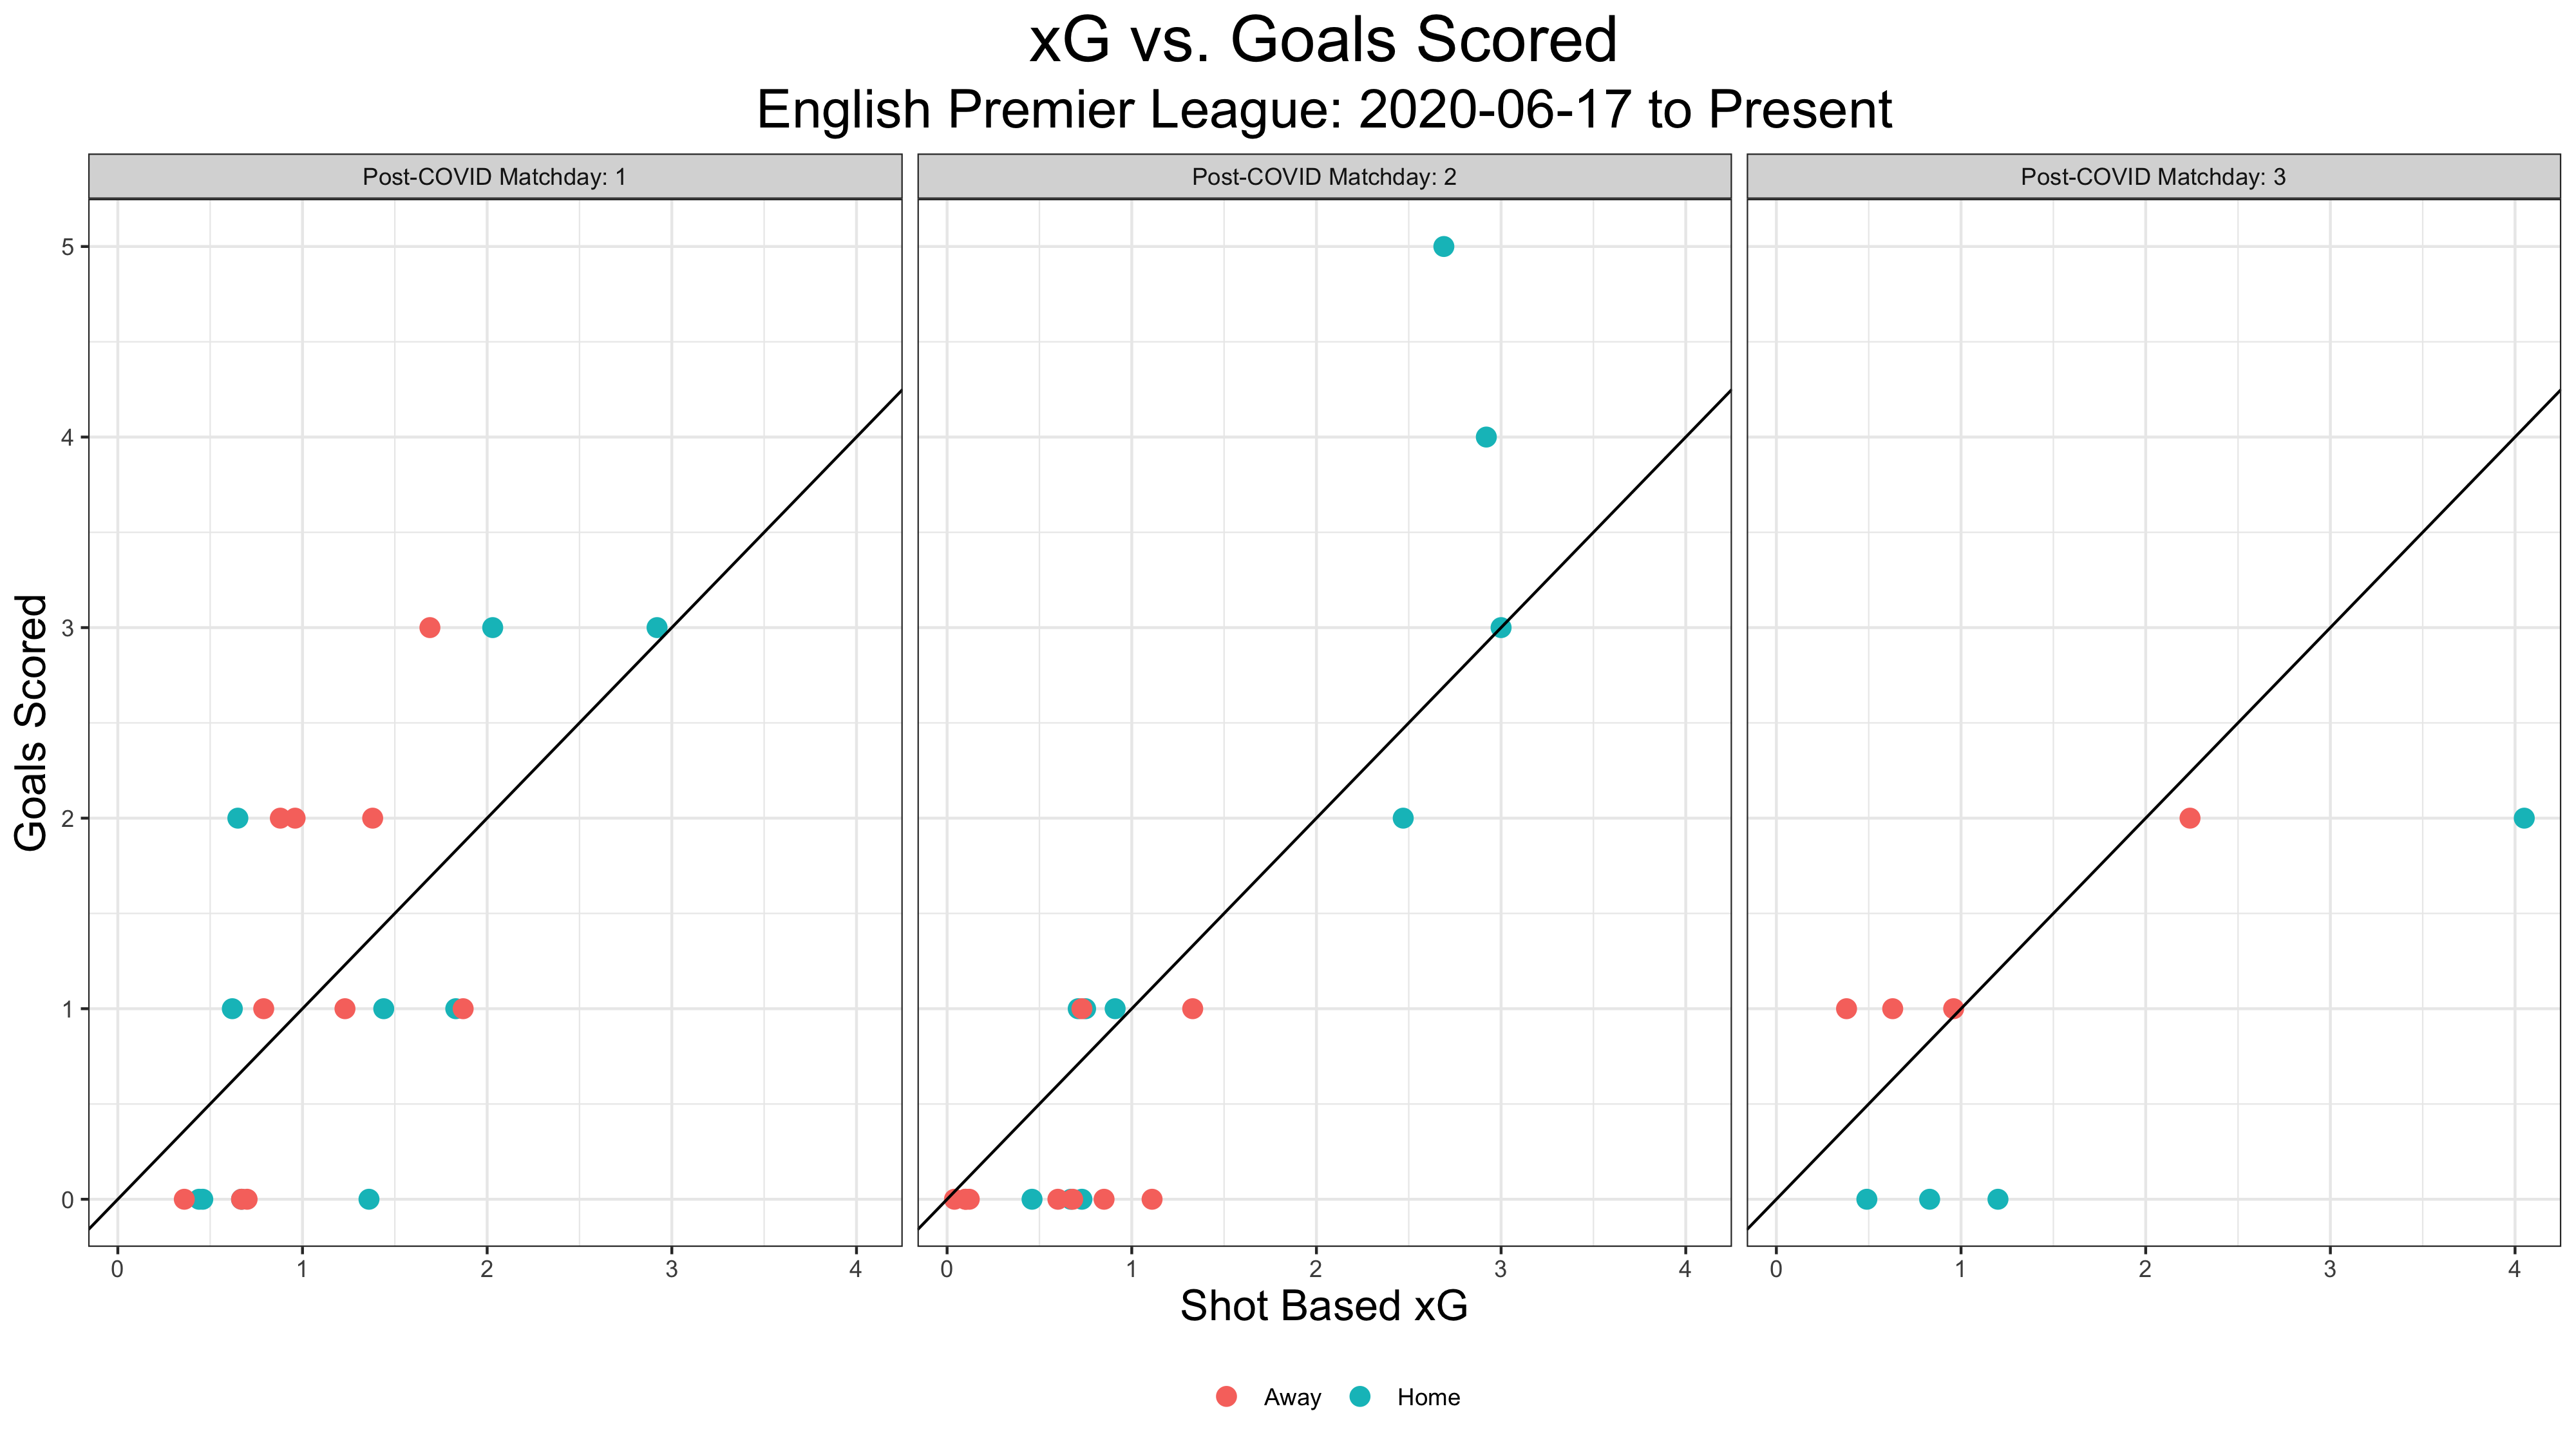 xG vs. Goals Scored
English Premier League: 2020-06-17 to Present
Post-COVID Matchday: 1
Post-COVID Matchday: 2
Post-COVID Matchday: 3
Goals Scored
5
4
3
2
1
0
0 1 2 3 4
0 1 2 3 4
0 1 2 3 4
Shot Based xG
Away
Home